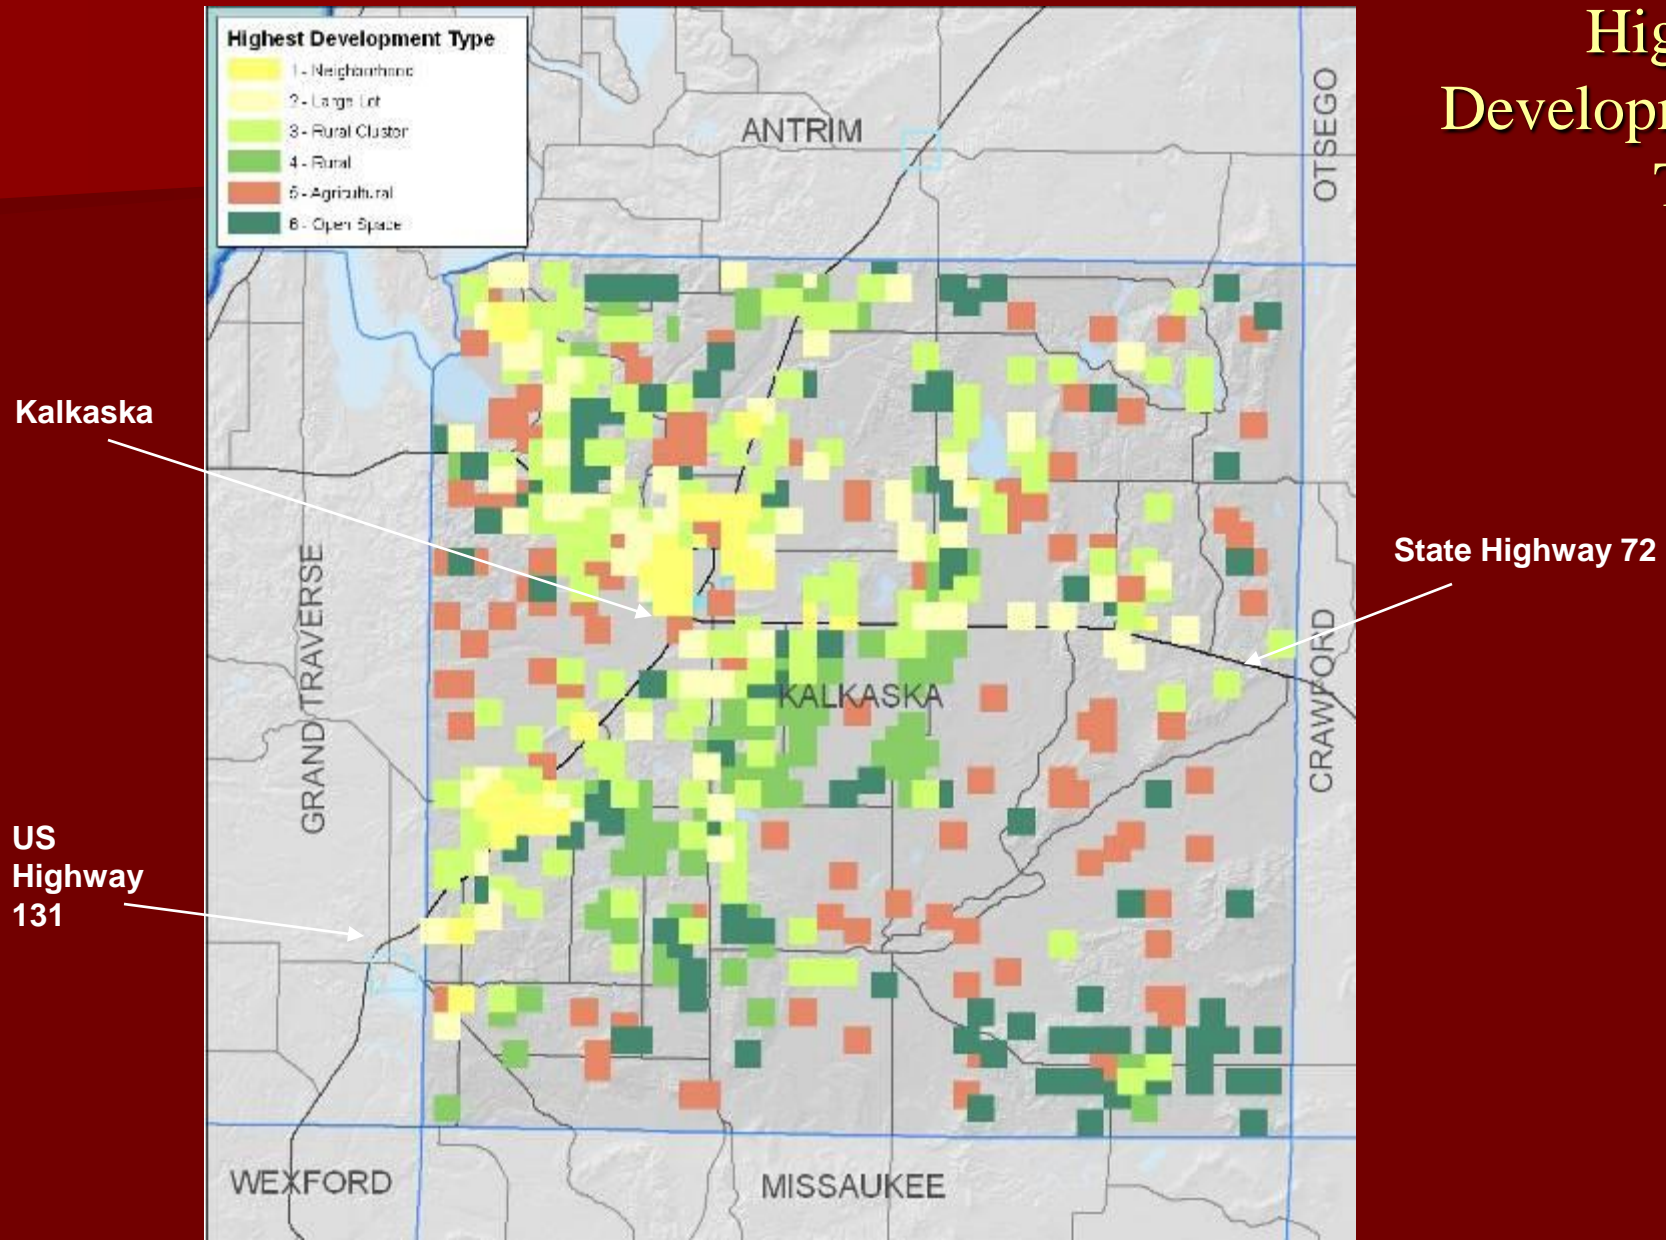 Highest Development Type
1 - Neighborhood
2 - Large Lot
3 - Rural Cluster
4 - Rural
5 - Agricultural
6 - Open Space
Hig
Developm
T
ANTRIM
OTSEGO
Kalkaska
State Highway 72
GRAND TRAVERSE
KALKASKA
CRAWFORD
US
Highway
131
WEXFORD
MISSAUKEE